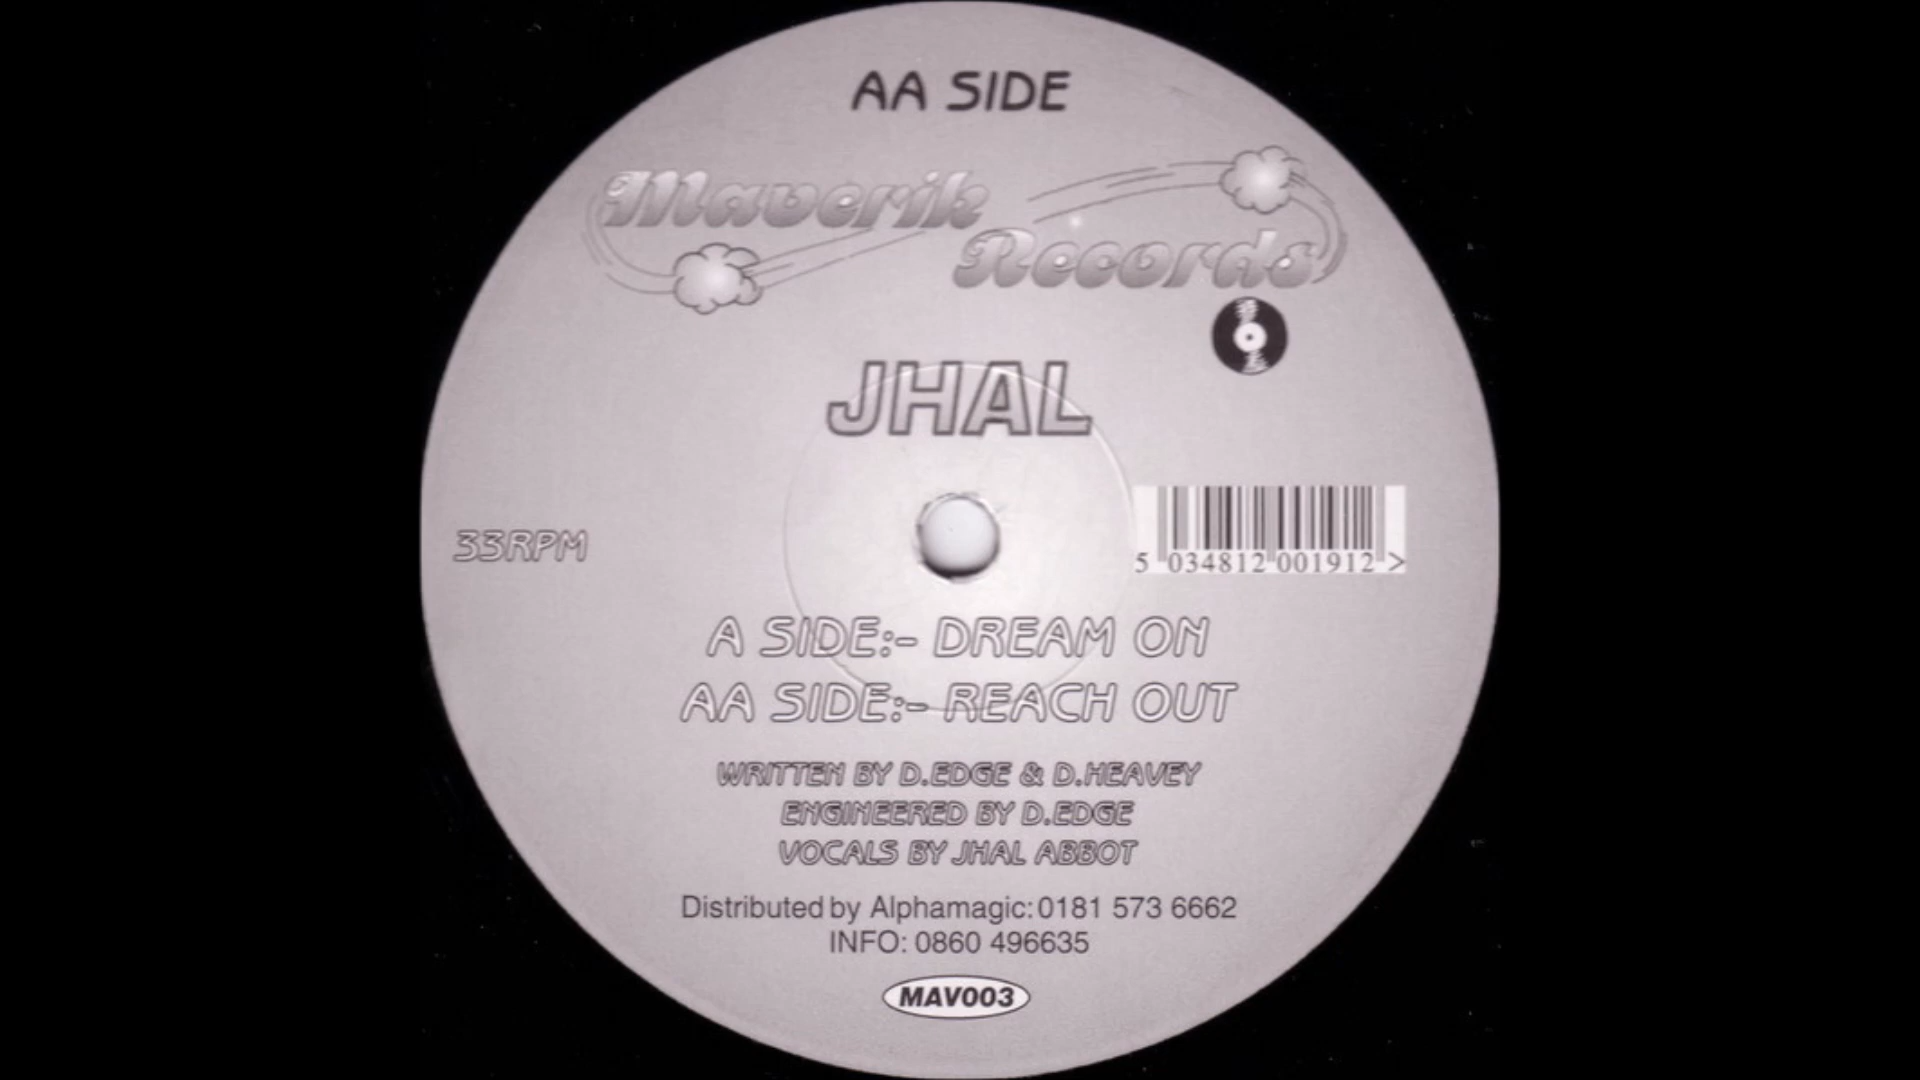 AA SIDE
Maverik
Records
JHAL
33RPM
5 034812 001912 >
A SIDE:- DREAM ON
AA SIDE:- REACH OUT
WRITTEN BY D.EDGE & D.HEAVEY
ENGINEERED BY D.EDGE
VOCALS BY JHAL ABBOT
Distributed by Alphamagic: 0181 573 6662
INFO: 0860 496635
MAV003